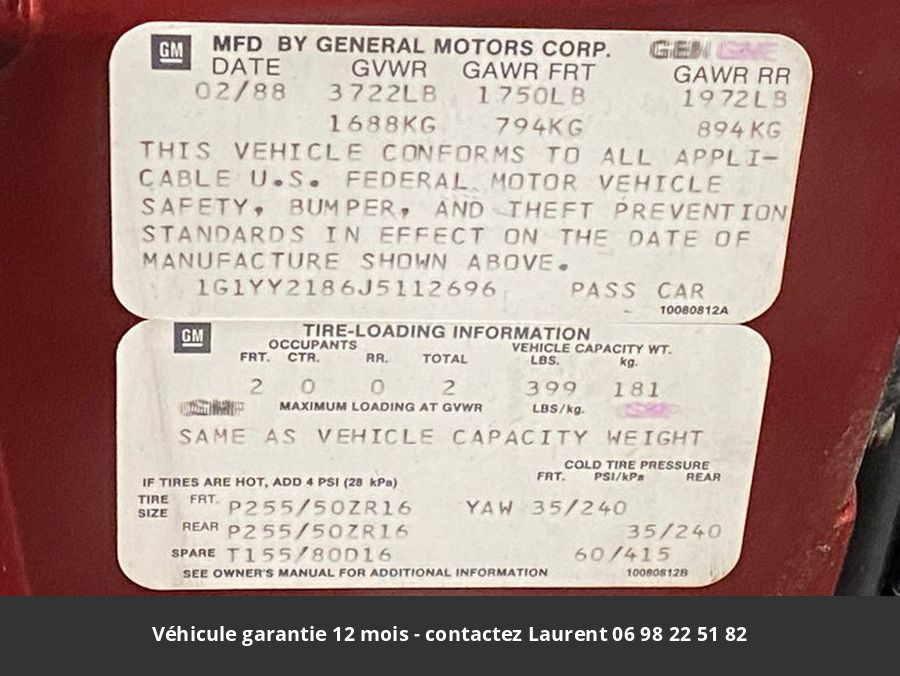 GM MFD BY GENERAL MOTORS CORP. GEN
DATE GVWR GAWR FRT GAWR RR
02/88 3722LB 1750LB 1972LB
1688KG 794KG 894KG
THIS VEHICLE CONFORMS TO ALL APPLI-
CABLE U.S. FEDERAL MOTOR VEHICLE
SAFETY, BUMPER, AND THEFT PREVENTION
STANDARDS IN EFFECT ON THE DATE OF
MANUFACTURE SHOWN ABOVE.
1G1YY2186J5112696 PASS CAR
10080812A
GM TIRE-LOADING INFORMATION
OCCUPANTS VEHICLE CAPACITY WT.
FRT. CTR. RR. TOTAL LBS. kg.
2 0 0 2 399 181
MAXIMUM LOADING AT GVWR LBS/kg.
SAME AS VEHICLE CAPACITY WEIGHT
COLD TIRE PRESSURE
IF TIRES ARE HOT, ADD 4 PSI (28 kPa) FRT. PSI/kPa REAR
TIRE SIZE FRT. P255/50ZR16 YAW 35/240
REAR P255/50ZR16 35/240
SPARE T155/80D16 60/415
SEE OWNER'S MANUAL FOR ADDITIONAL INFORMATION 10080812B
Véhicule garantie 12 mois - contactez Laurent 06 98 22 51 82